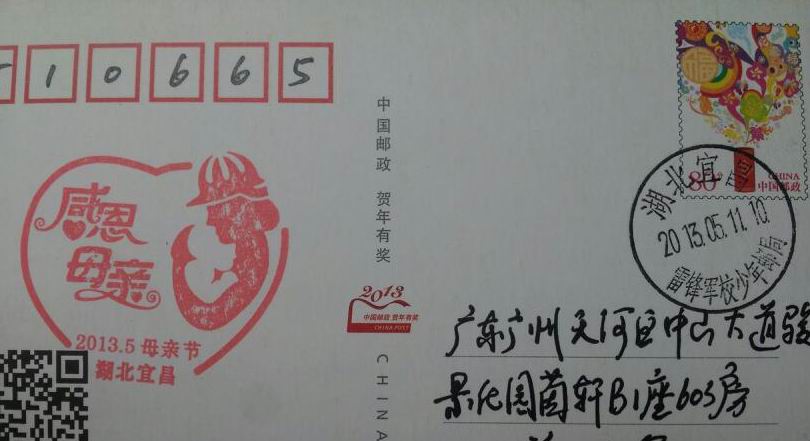 510665
感恩
母亲
2013.5 母亲节
湖北宜昌
中国邮政 贺年有奖
2013
中国邮政 贺年有奖
CHINA POST
CHINA
福
80分
CHINA
中国邮政
湖北宜昌
2013.05.11.10
雷锋军校少年邮局
广东广州天河区中山大道骏
景花园茵轩B1座603房